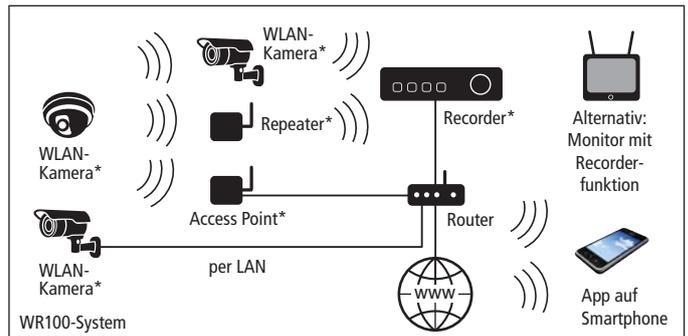 WLAN-
Kamera*
Repeater*
Recorder*
Alternativ:
Monitor mit
Recorder-
funktion
WLAN-
Kamera*
Access Point*
Router
WLAN-
Kamera*
per LAN
WWW
App auf
Smartphone
WR100-System